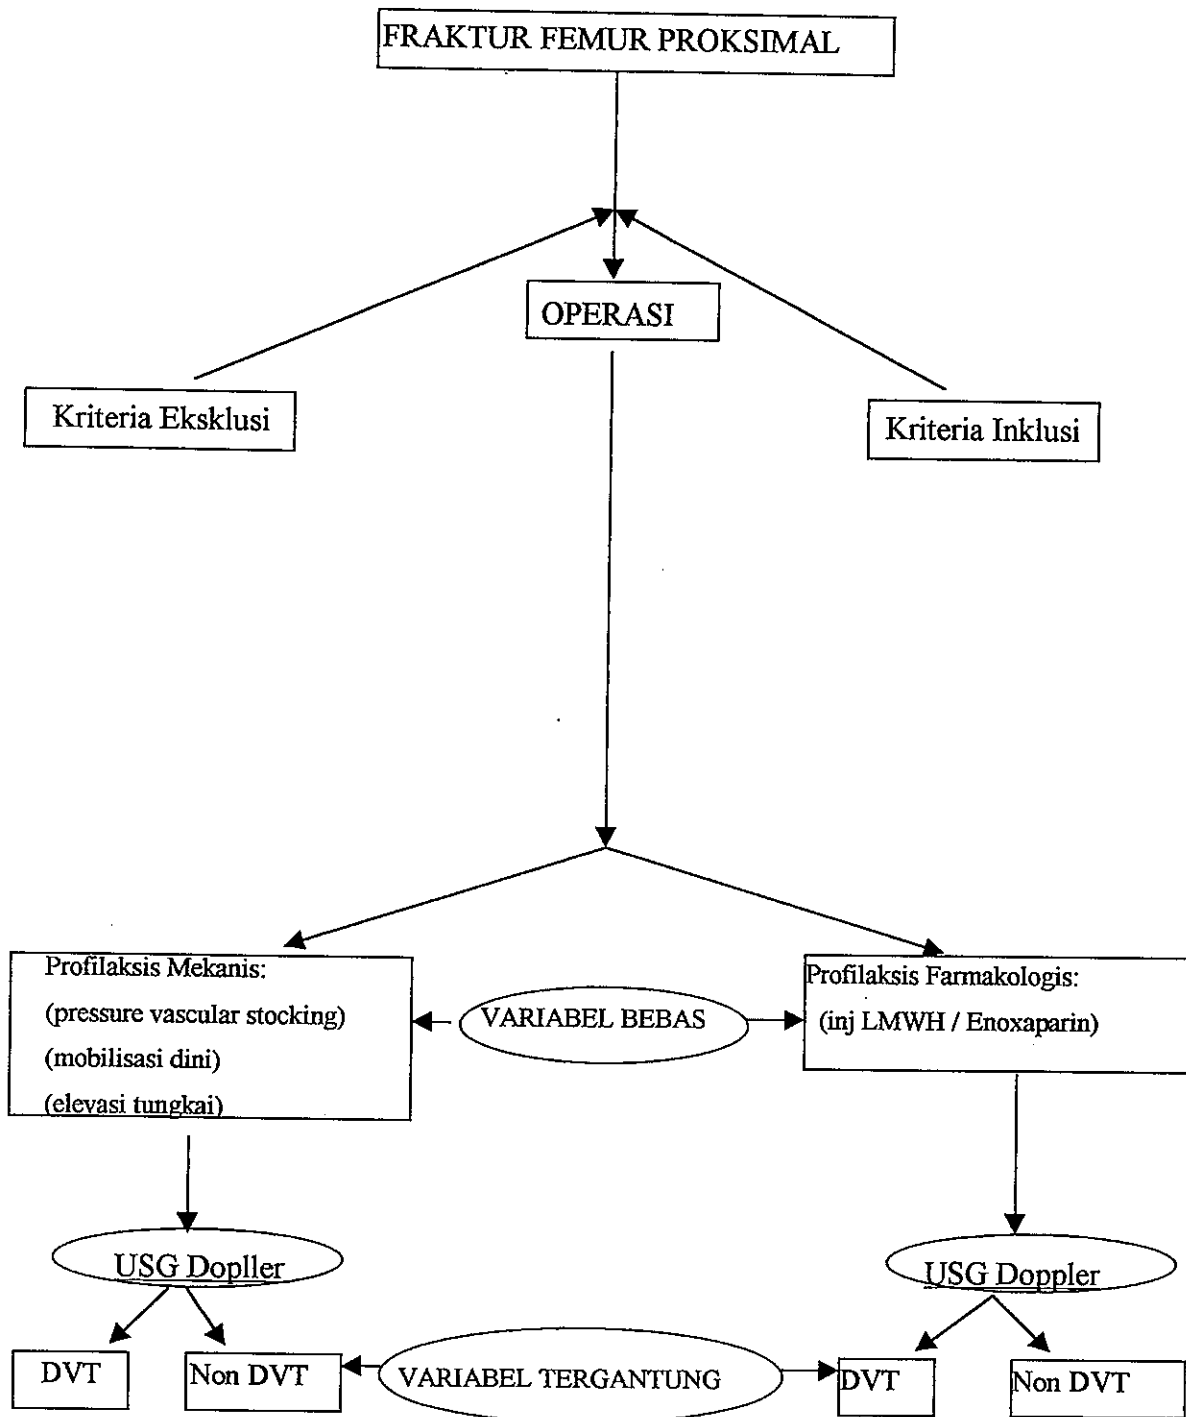 FRAKTUR FEMUR PROKSIMAL
OPERASI
Kriteria Eksklusi
Kriteria Inklusi
Profilaksis Mekanis:
(pressure vascular stocking)
(mobilisasi dini)
(elevasi tungkai)
VARIABEL BEBAS
Profilaksis Farmakologis:
(inj LMWH / Enoxaparin)
USG Dopller
USG Doppler
DVT
Non DVT
VARIABEL TERGANTUNG
DVT
Non DVT